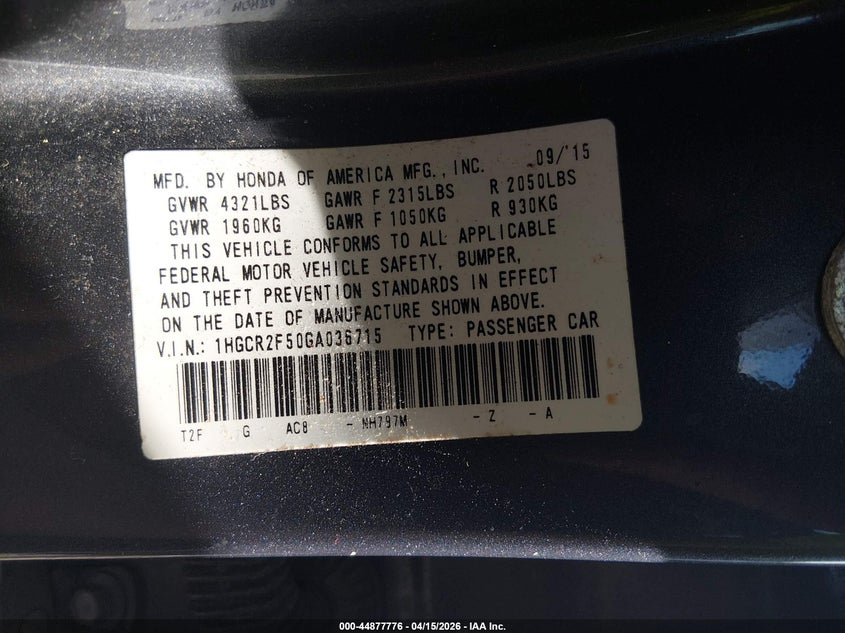 MFD. BY HONDA OF AMERICA MFG., INC. 09/'15
GVWR 4321LBS GAWR F 2315LBS R 2050LBS
GVWR 1960KG GAWR F 1050KG R 930KG
THIS VEHICLE CONFORMS TO ALL APPLICABLE
FEDERAL MOTOR VEHICLE SAFETY, BUMPER,
AND THEFT PREVENTION STANDARDS IN EFFECT
ON THE DATE OF MANUFACTURE SHOWN ABOVE.
V.I.N.: 1HGCR2F50GA036715 TYPE: PASSENGER CAR
T2F G AC8 - NH797M - Z - A
000-44877776 | 04/15/2026 | IAA Inc.